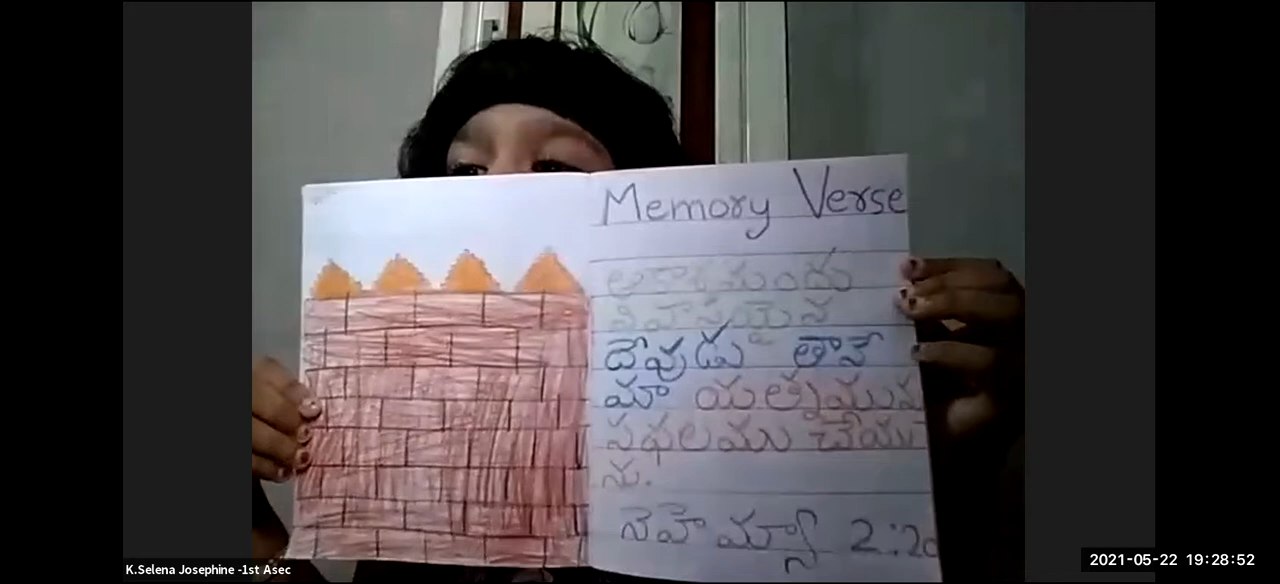 Memory Verse
ఆకాశమందు
నివాసియైన
దేవుడు తానే
మా యత్నమును
సఫలము చేయు
ను.
నెహెమ్యా 2:20
K.Selena Josephine -1st Asec
2021-05-22 19:28:52